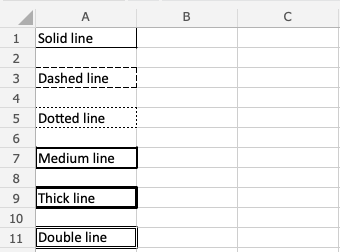 A B C
1 Solid line
2
3 Dashed line
4
5 Dotted line
6
7 Medium line
8
9 Thick line
10
11 Double line